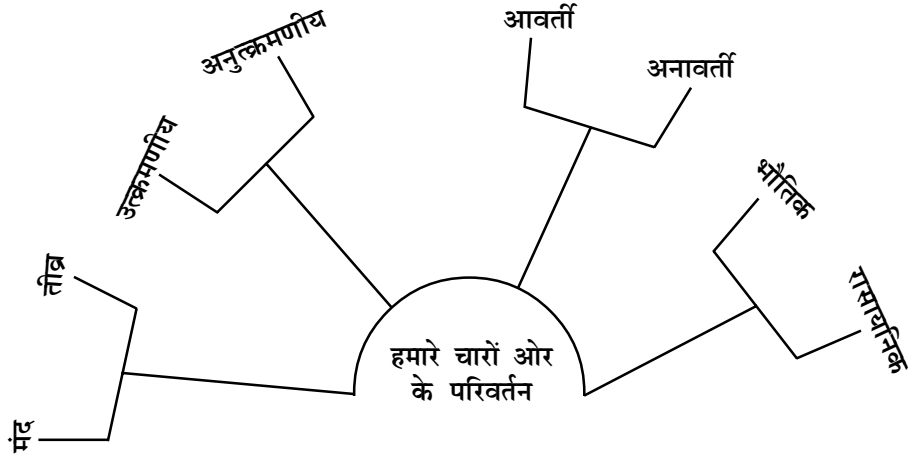 आवर्ती
अनुत्क्रमणीय
अनावर्ती
उत्क्रमणीय
भौतिक
तीव्र
रासायनिक
हमारे चारों ओर
के परिवर्तन
मंद